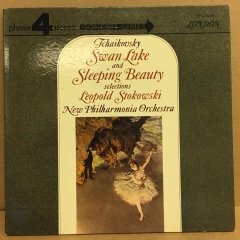 phase 4 stereo
LONDON
Tchaikovsky
Swan Lake
and
Sleeping Beauty
selections
Leopold Stokowski
New Philharmonia Orchestra